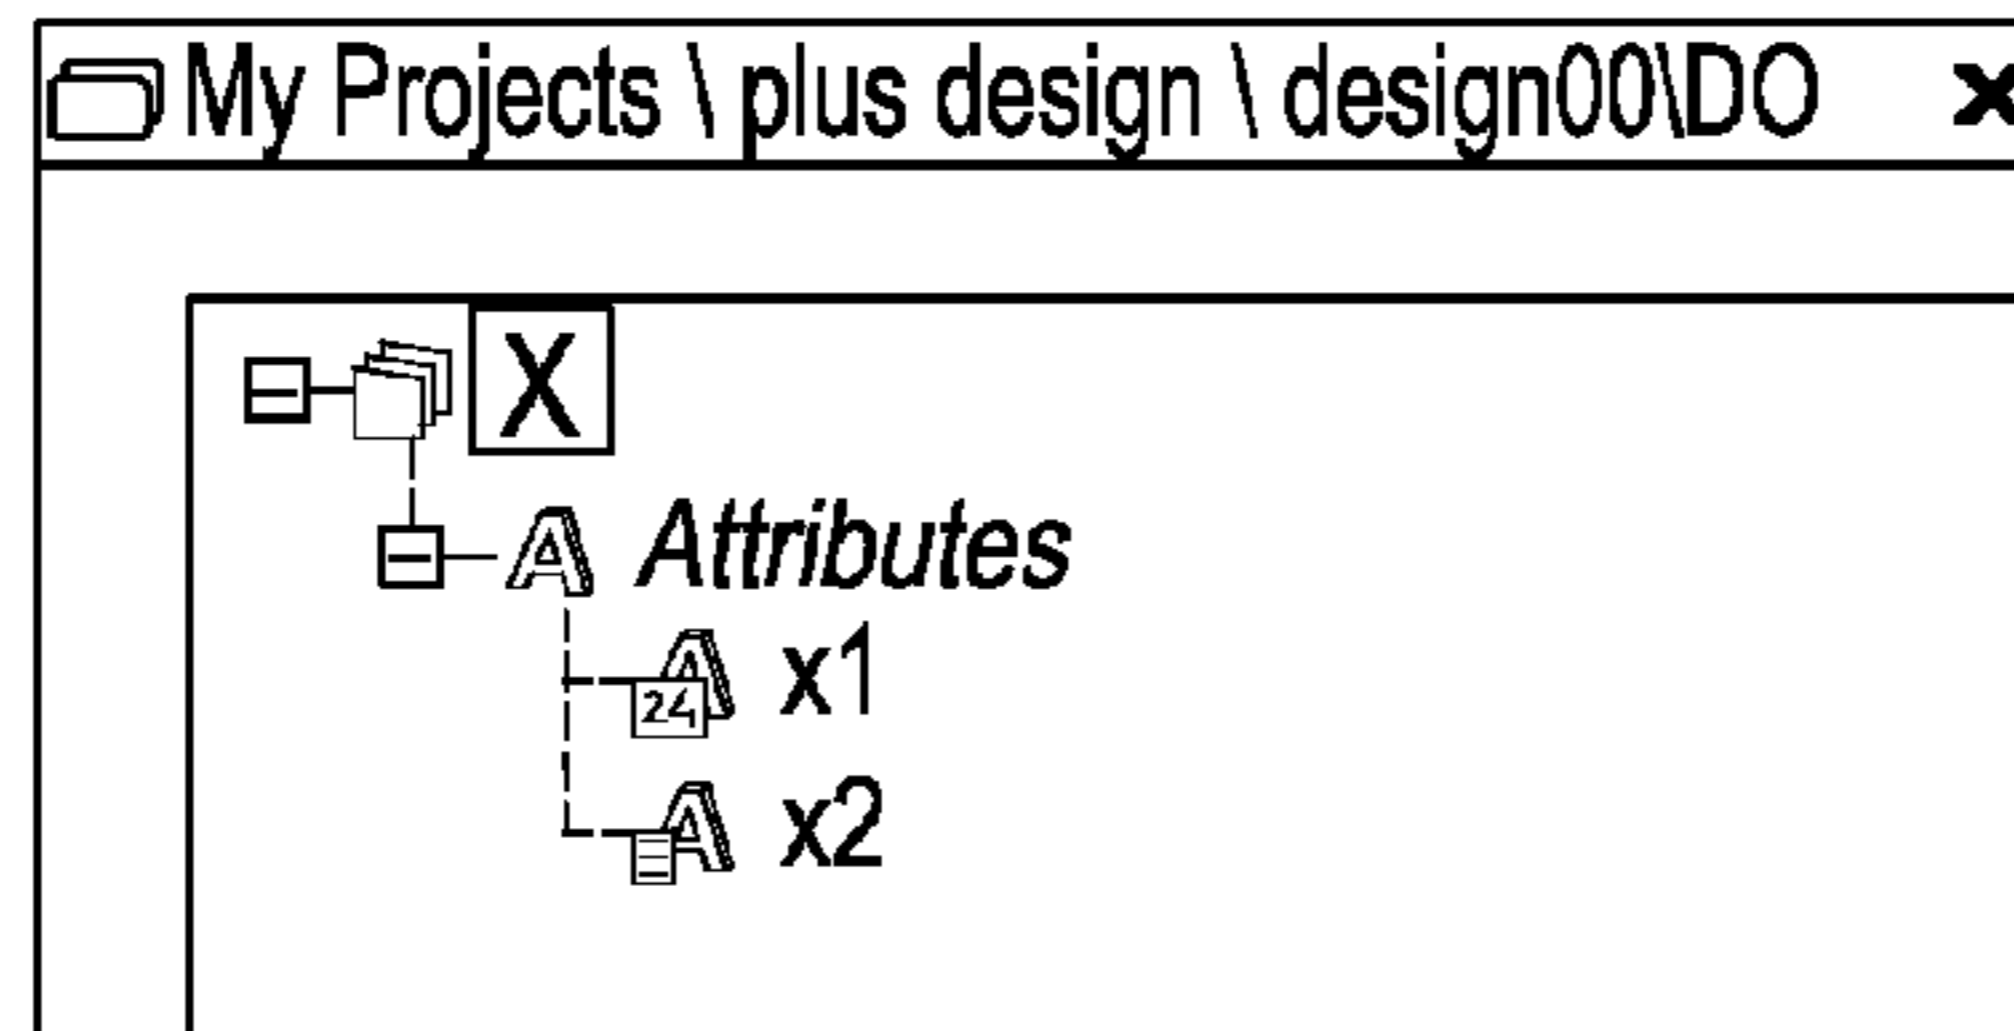 My Projects \ plus design \ design00\DO x
X
A Attributes
A 24 x1
A x2